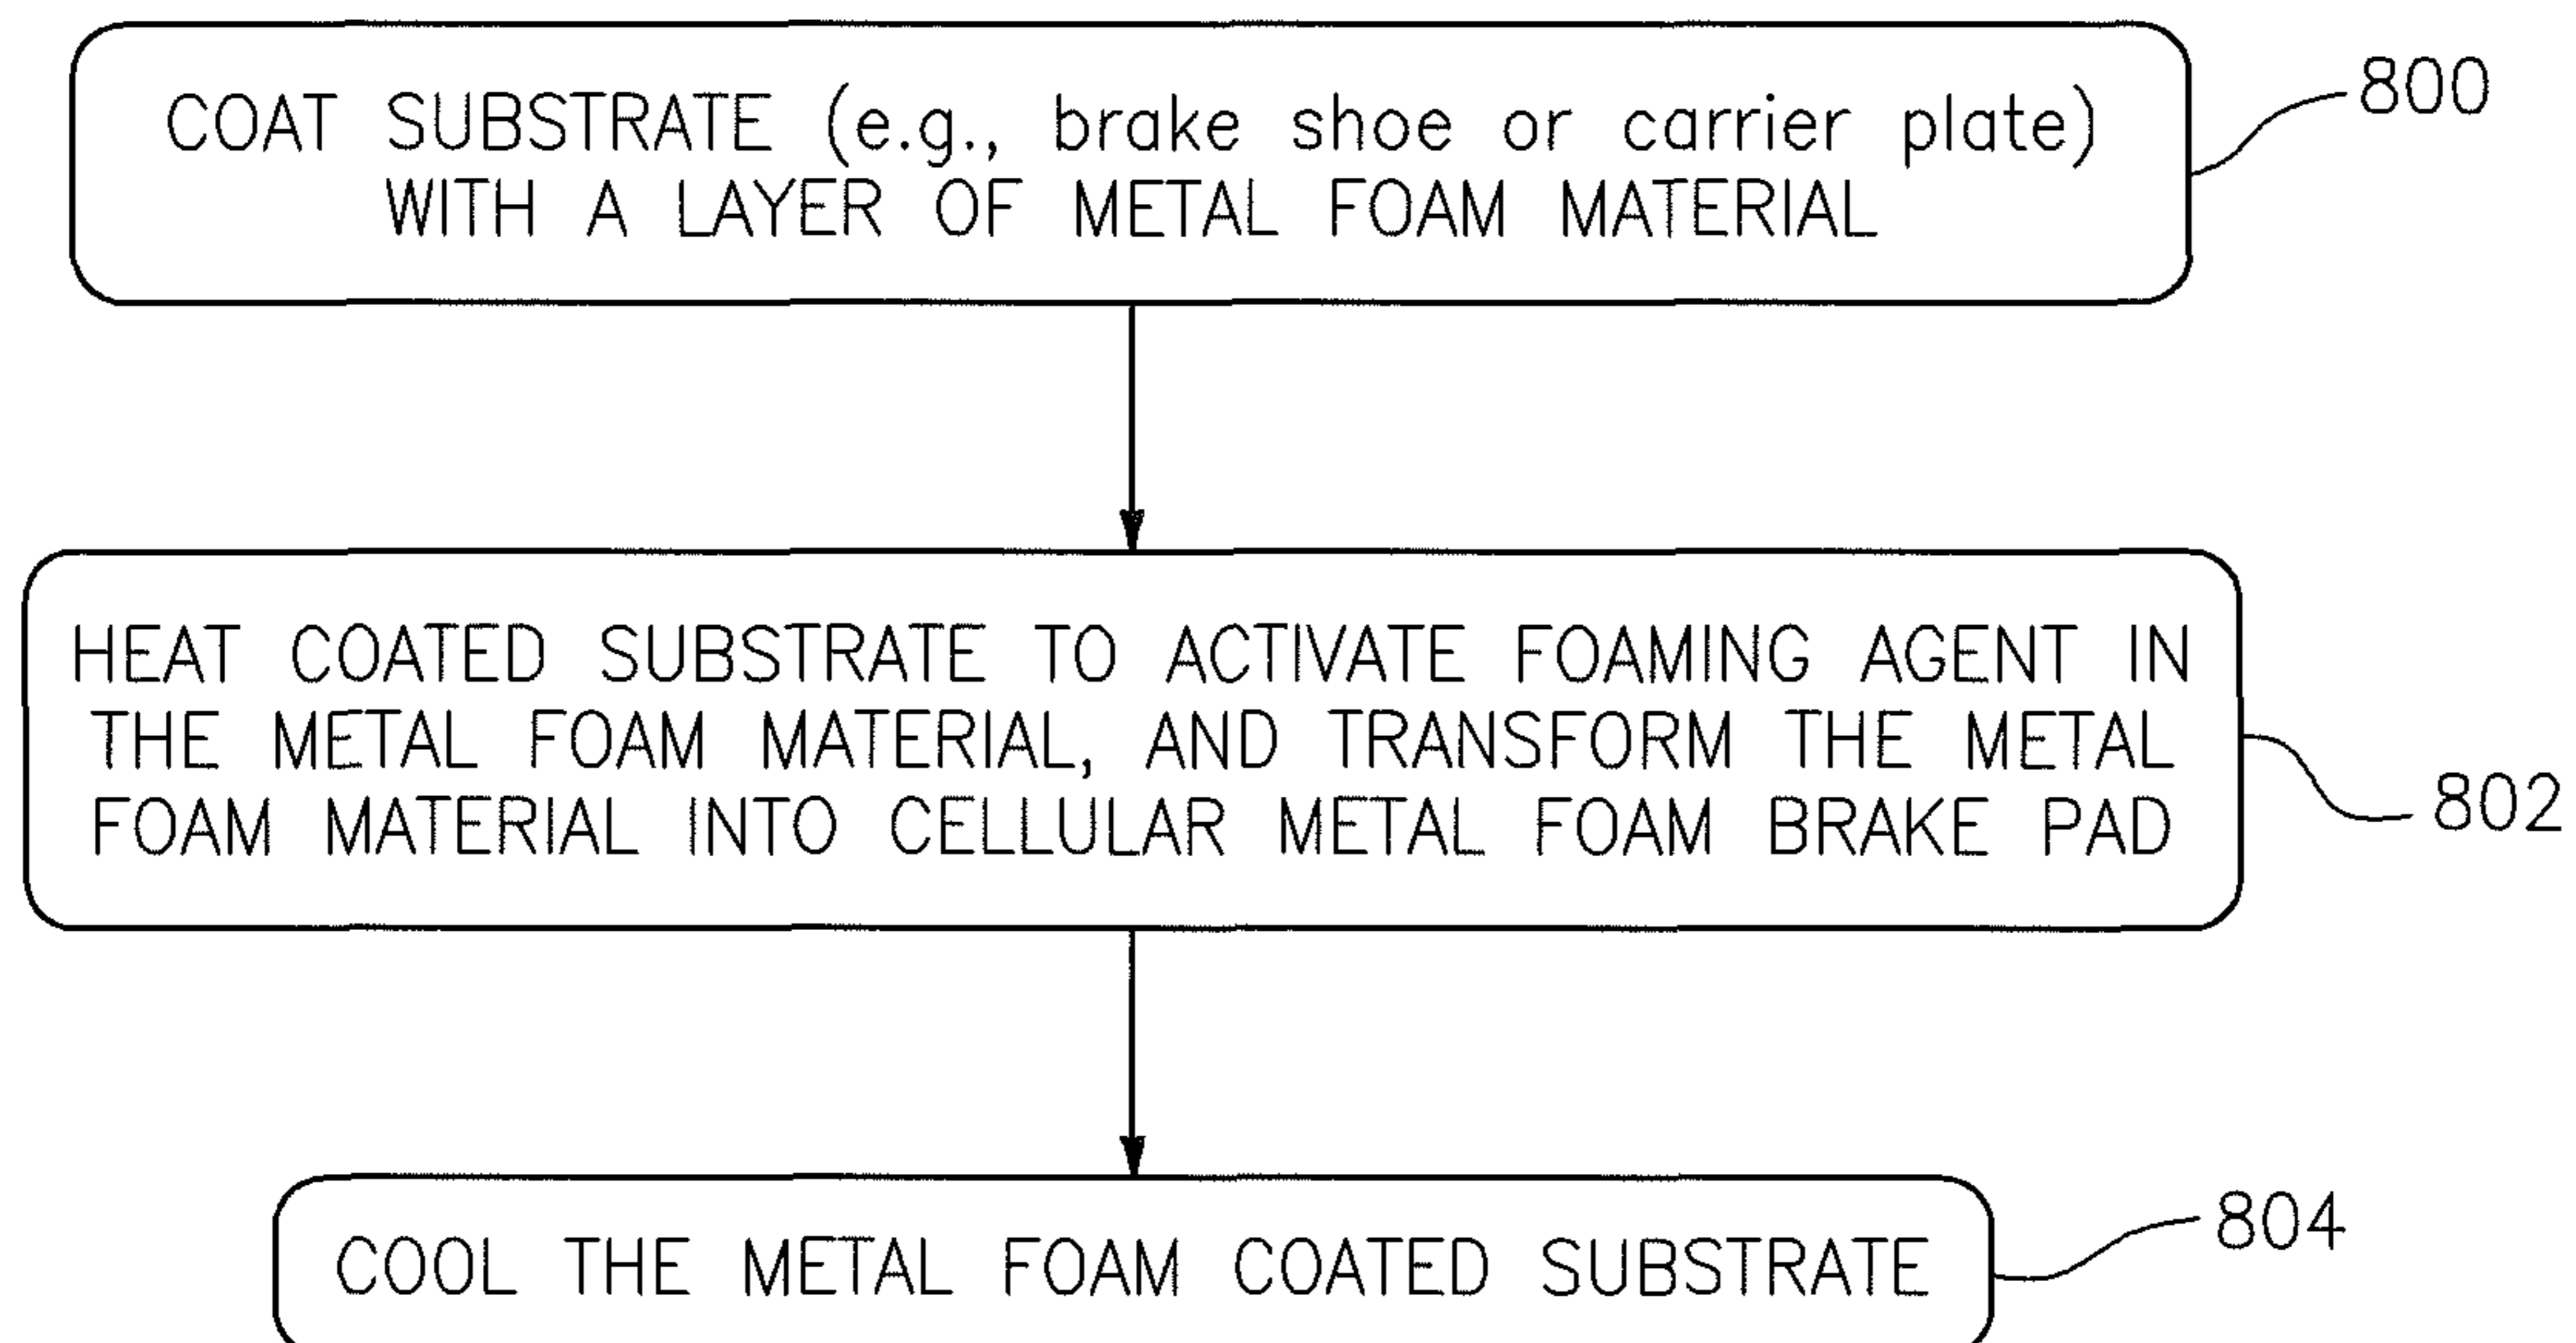 COAT SUBSTRATE (e.g., brake shoe or carrier plate)
WITH A LAYER OF METAL FOAM MATERIAL
800
HEAT COATED SUBSTRATE TO ACTIVATE FOAMING AGENT IN
THE METAL FOAM MATERIAL, AND TRANSFORM THE METAL
FOAM MATERIAL INTO CELLULAR METAL FOAM BRAKE PAD
802
COOL THE METAL FOAM COATED SUBSTRATE
804